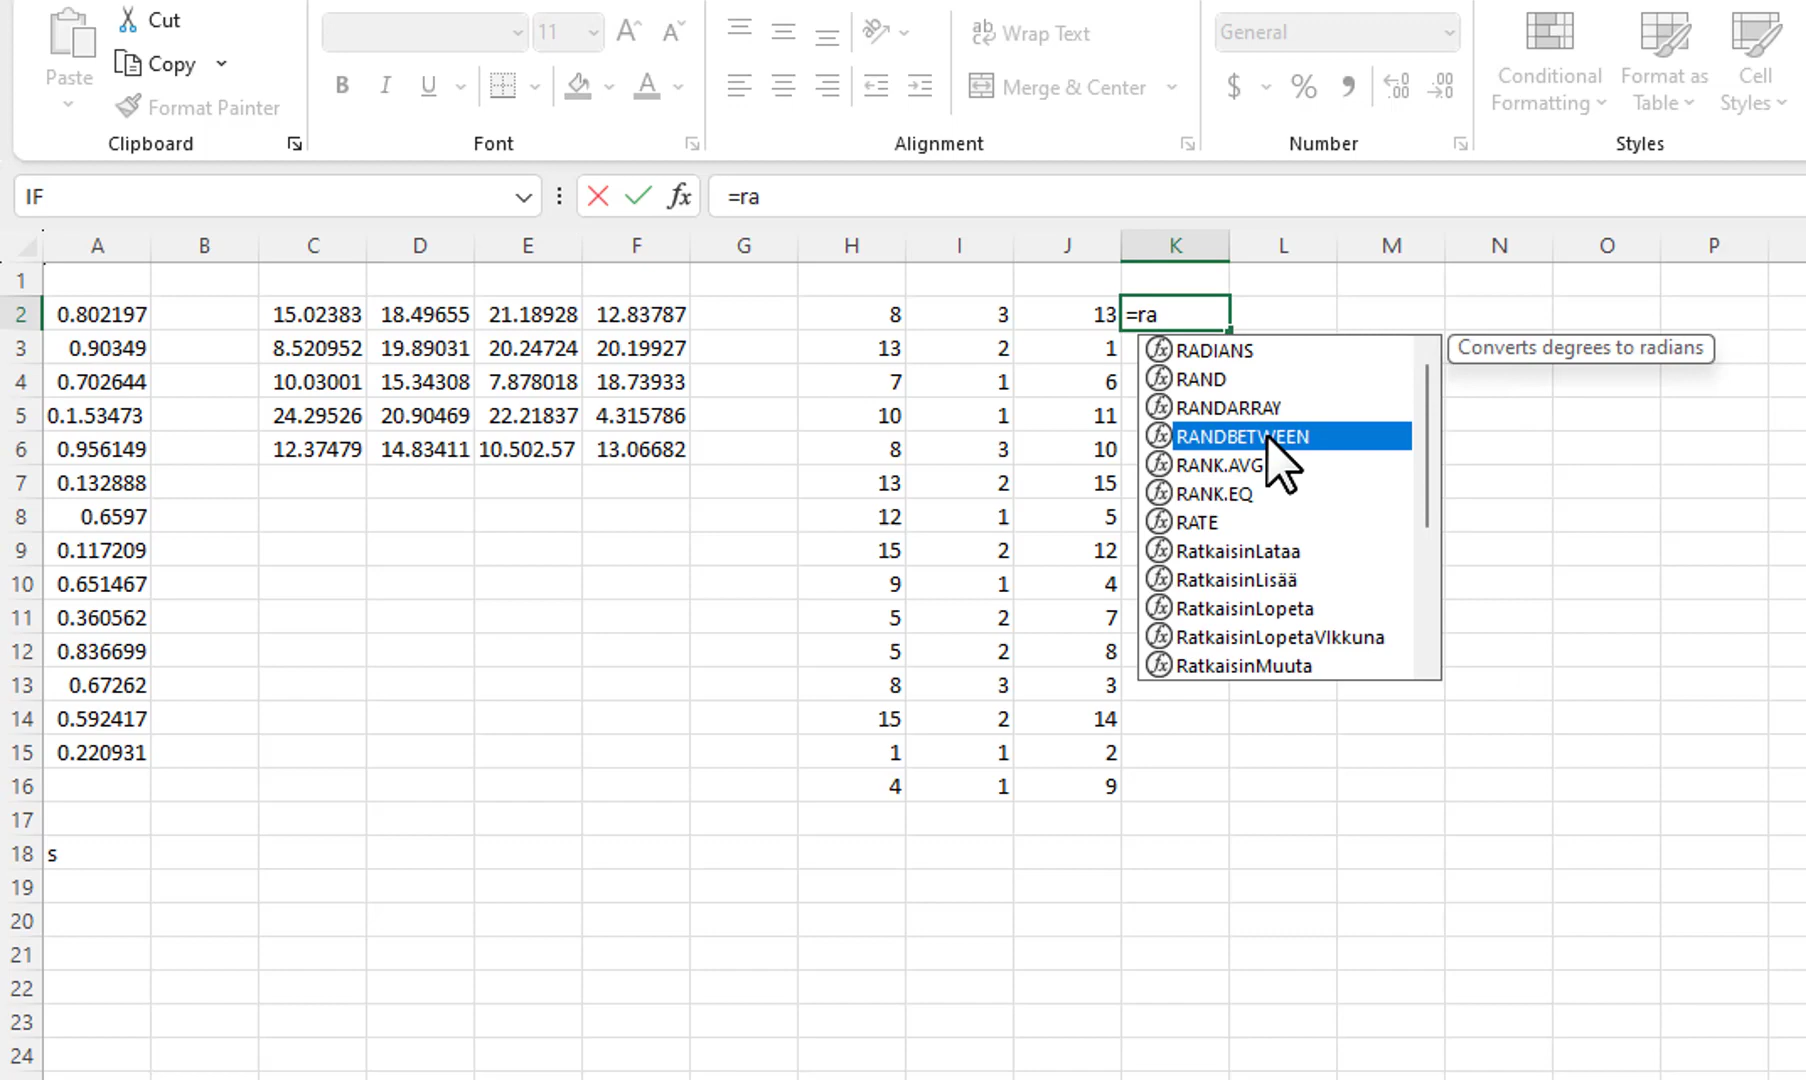 Cut
Copy
Paste
Format Painter
Clipboard
11
B I U
Font
Wrap Text
Merge & Center
Alignment
General
$ %
Number
Conditional Formatting
Format as Table
Cell Styles
Styles
IF
fx =ra
A B C D E F G H I J K L M N O P
1
2 0.802197 15.02383 18.49655 21.18928 12.83787 8 3 13 =ra
3 0.90349 8.520952 19.89031 20.24724 20.19927 13 2 1
4 0.702644 10.03001 15.34308 7.878018 18.73933 7 1 6
5 0.1.53473 24.29526 20.90469 22.21837 4.315786 10 1 11
6 0.956149 12.37479 14.83411 10.502.57 13.06682 8 3 10
7 0.132888 13 2 15
8 0.6597 12 1 5
9 0.117209 15 2 12
10 0.651467 9 1 4
11 0.360562 5 2 7
12 0.836699 5 2 8
13 0.67262 8 3 3
14 0.592417 15 2 14
15 0.220931 1 1 2
16 4 1 9
17
18 s
19
20
21
22
23
24
RADIANS
Converts degrees to radians
RAND
RANDARRAY
RANDBETWEEN
RANK.AVG
RANK.EQ
RATE
RatkaisinLataa
RatkaisinLisää
RatkaisinLopeta
RatkaisinLopetaVIkkuna
RatkaisinMuuta